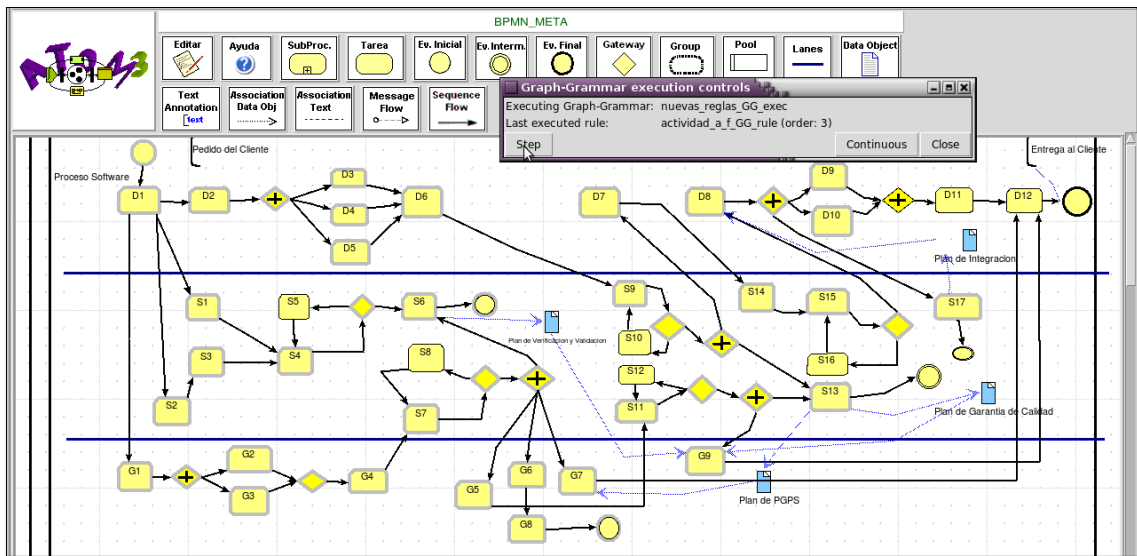 BPMN_META
ATOM3
Editar
Ayuda
SubProc.
Tarea
Ev. Inicial
Ev. Interm.
Ev. Final
Gateway
Group
Pool
Lanes
Data Object
Text Annotation
[text
Association Data Obj
Association Text
Message Flow
Sequence Flow
Graph-Grammar execution controls
Executing Graph-Grammar: nuevas_reglas_GG_exec
Last executed rule: actividad_a_f_GG_rule (order: 3)
Step
Continuous
Close
Pedido del Cliente
Entrega al Cliente
Proceso Software
D1
D2
D3
D4
D5
D6
D7
D8
D9
D10
D11
D12
Plan de Integracion
S1
S2
S3
S4
S5
S6
Plan de Verificacion y Validacion
S7
S8
S9
S10
S11
S12
S13
S14
S15
S16
S17
Plan de Garantia de Calidad
G1
G2
G3
G4
G5
G6
G7
G8
G9
Plan de PGPS